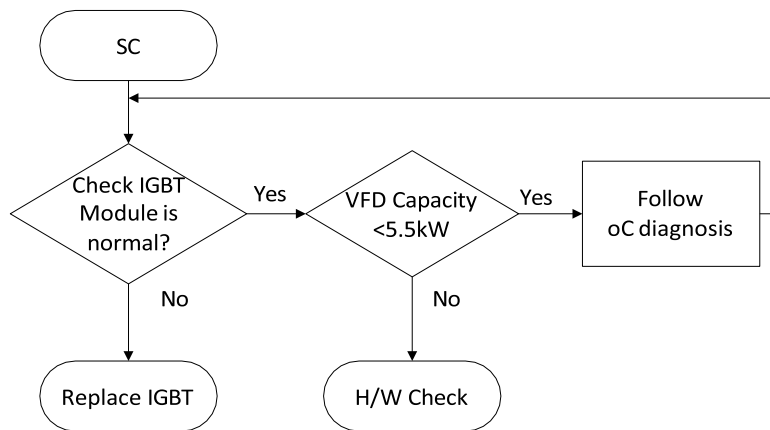 SC
Check IGBT
Module is
normal?
Yes
VFD Capacity
<5.5kW
Yes
Follow
oC diagnosis
No
No
Replace IGBT
H/W Check